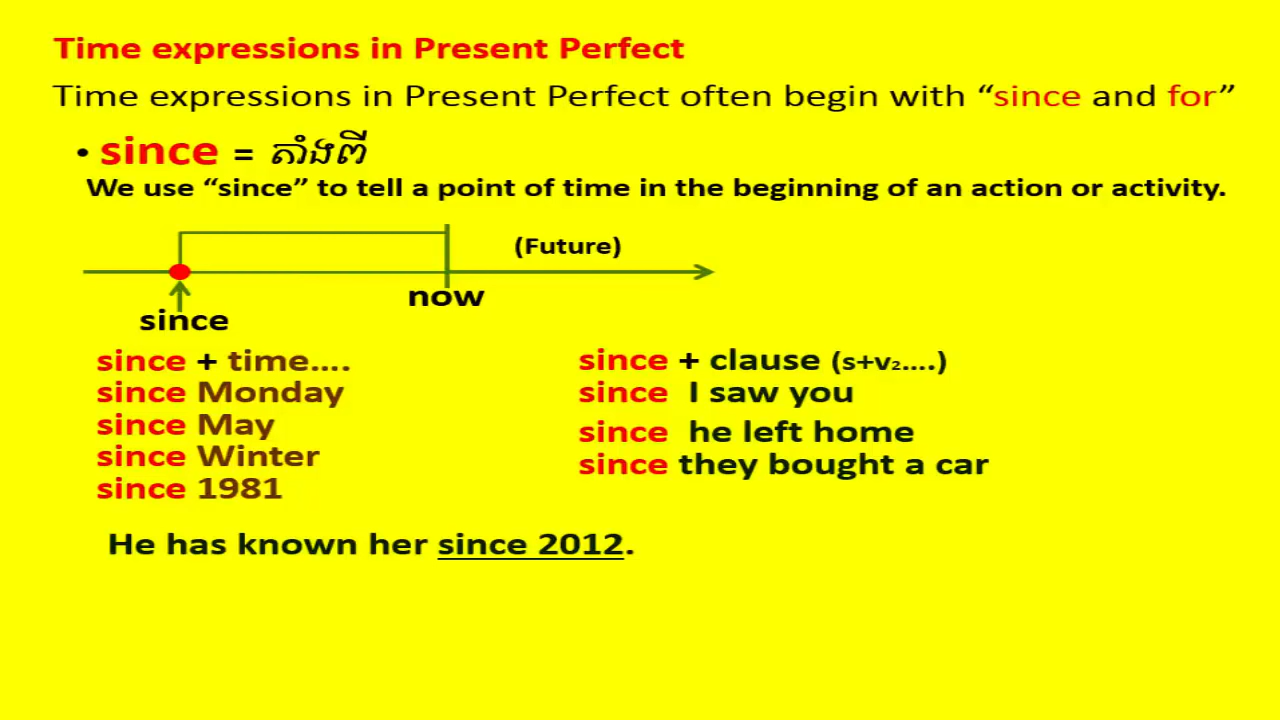 Time expressions in Present Perfect
Time expressions in Present Perfect often begin with “since and for”
• since = តាំងពី
We use “since” to tell a point of time in the beginning of an action or activity.
(Future)
now
since
since + time....
since Monday
since May
since Winter
since 1981
since + clause (s+v₂....)
since I saw you
since he left home
since they bought a car
He has known her since 2012.